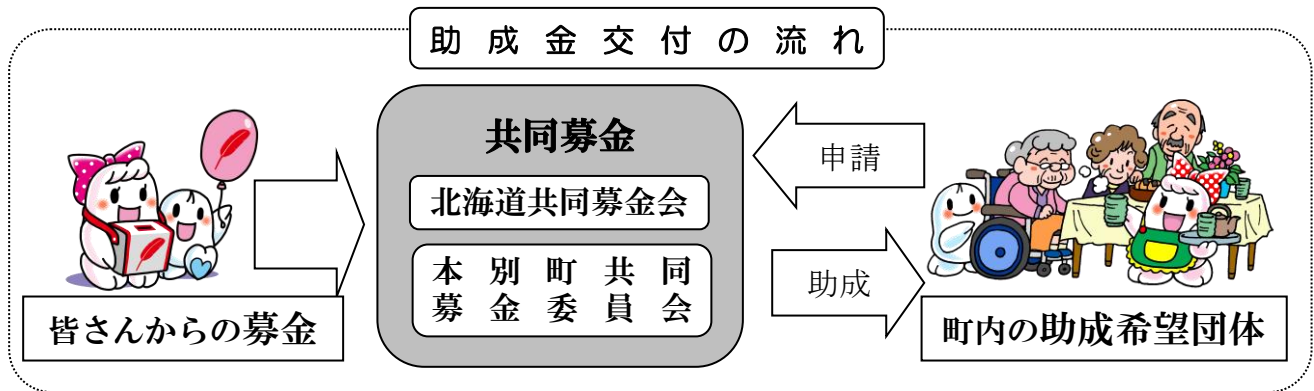 助成金交付の流れ
共同募金
北海道共同募金会
本別町共同
募金委員会
申請
助成
皆さんからの募金
町内の助成希望団体